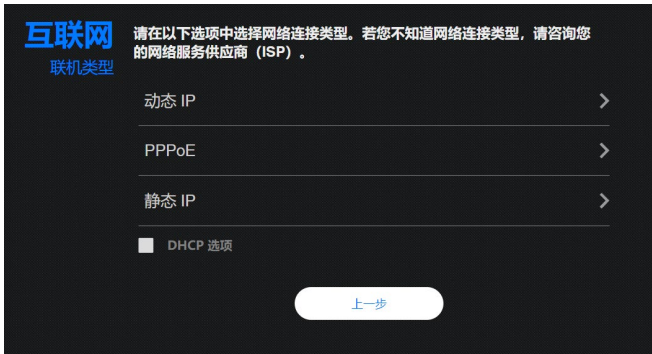 互联网
联机类型
请在以下选项中选择网络连接类型。若您不知道网络连接类型，请咨询您
的网络服务供应商（ISP）。
动态 IP
PPPoE
静态 IP
DHCP 选项
上一步